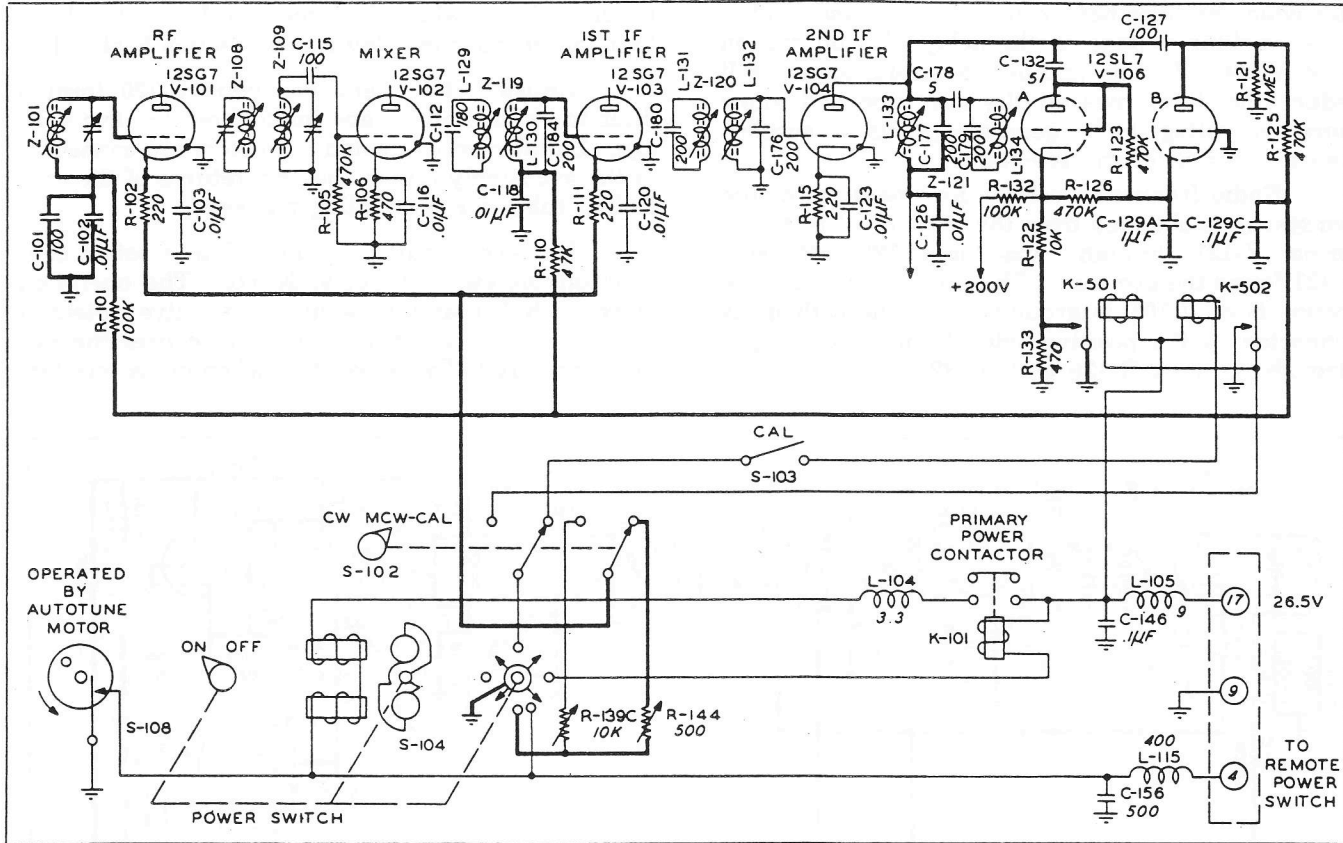 RF AMPLIFIER
Z-108
Z-109
C-115
100
MIXER
L-129
Z-119
1ST IF AMPLIFIER
L-131
Z-120
L-132
2ND IF AMPLIFIER
C-178
5
C-132
51
C-127
100
12SL7
V-106
A
B
R-121
1MEG
R-125
470K
Z-101
12SG7
V-101
12SG7
V-102
C-112
180
L-130
C-184
200
12SG7
V-103
C-180
200
C-176
200
12SG7
V-104
L-133
C-177
200
C-179
200
L-134
R-123
470K
C-101
100
C-102
.01µF
R-102
220
C-103
.01µF
R-105
470K
R-106
470
C-116
.01µF
C-118
.01µF
R-110
47K
R-111
220
C-120
.01µF
R-115
220
C-123
.01µF
Z-121
C-126
.01µF
R-132
100K
R-126
470K
R-122
10K
C-129A
.1µF
C-129C
.1µF
+200V
K-501
K-502
R-101
100K
R-133
470
CAL
S-103
CW MCW-CAL
S-102
PRIMARY POWER CONTACTOR
OPERATED BY AUTOTUNE MOTOR
L-104
3.3
L-105
9
17
26.5V
ON OFF
K-101
C-146
.1µF
9
S-108
S-104
R-139C
10K
R-144
500
400
L-115
4
TO REMOTE POWER SWITCH
C-156
500
POWER SWITCH